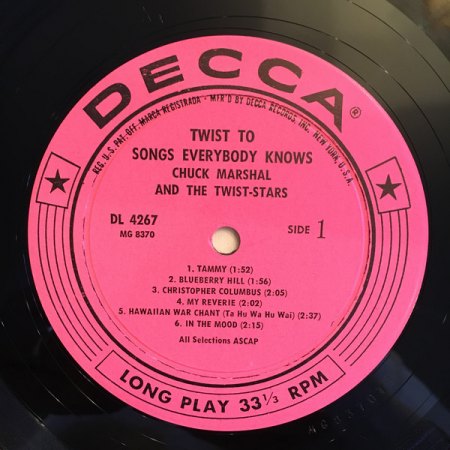 DECCA®
REG. U.S. PAT. OFF. MARCA REGISTRADA - MF'R'D BY DECCA RECORDS, INC., NEW YORK, U.S.A.
TWIST TO
SONGS EVERYBODY KNOWS
CHUCK MARSHAL
AND THE TWIST-STARS
DL 4267
MG 8370
SIDE 1
1. TAMMY (1:52)
2. BLUEBERRY HILL (1:56)
3. CHRISTOPHER COLUMBUS (2:05)
4. MY REVERIE (2:02)
5. HAWAIIAN WAR CHANT (Ta Hu Wa Hu Wai) (2:37)
6. IN THE MOOD (2:15)
All Selections ASCAP
LONG PLAY 33 1/3 RPM